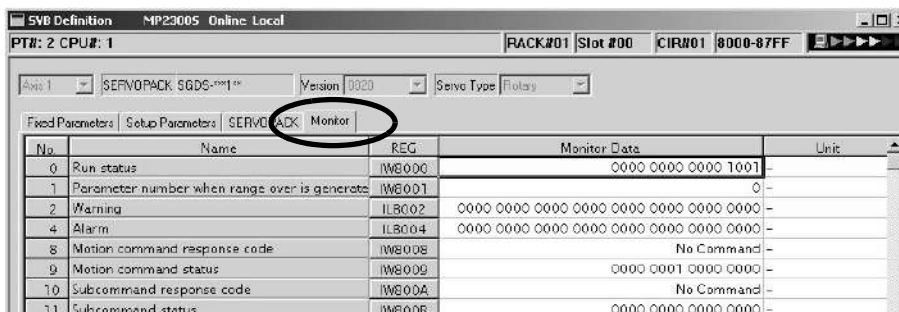 SVB Definition MP2300S Online Local
PT#: 2 CPU#: 1 RACK#01 Slot #00 CIR#01 8000-87FF
Axis 1 SERVOPACK SGDS-***1** Version 0020 Servo Type Rotary
Fixed Parameters Setup Parameters SERVOPACK Monitor
No. Name REG Monitor Data Unit
0 Run status IW8000 0000 0000 0000 1001 -
1 Parameter number when range over is generate IW8001 0 -
2 Warning IL8002 0000 0000 0000 0000 0000 0000 0000 0000 -
4 Alarm IL8004 0000 0000 0000 0000 0000 0000 0000 0000 -
8 Motion command response code IW8008 No Command -
9 Motion command status IW8009 0000 0001 0000 0000 -
10 Subcommand response code IW800A No Command -
11 Subcommand status IW800B 0000 0000 0000 0000 -